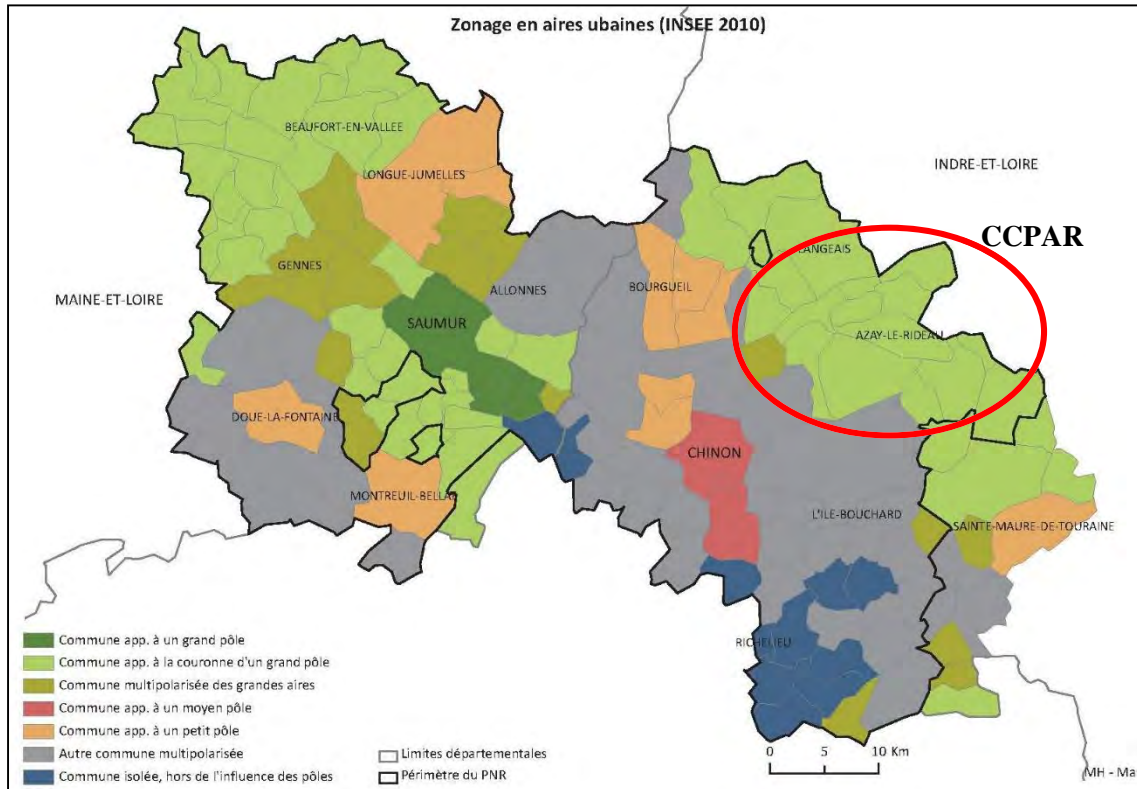 Zonage en aires ubaines (INSEE 2010)
BEAUFORT-EN-VALLEE
LONGUE-JUMELLES
INDRE-ET-LOIRE
CCPAR
LANGEAIS
GENNES
ALLONNES
BOURGUEIL
MAINE-ET-LOIRE
SAUMUR
AZAY-LE-RIDEAU
DOUE-LA-FONTAINE
CHINON
MONTREUIL-BELLAY
L'ILE-BOUCHARD
SAINTE-MAURE-DE-TOURAINE
RICHELIEU
Commune app. à un grand pôle
Commune app. à la couronne d'un grand pôle
Commune multipolarisée des grandes aires
Commune app. à un moyen pôle
Commune app. à un petit pôle
Autre commune multipolarisée
Commune isolée, hors de l'influence des pôles
Limites départementales
Périmètre du PNR
0 5 10 Km
MH - Ma